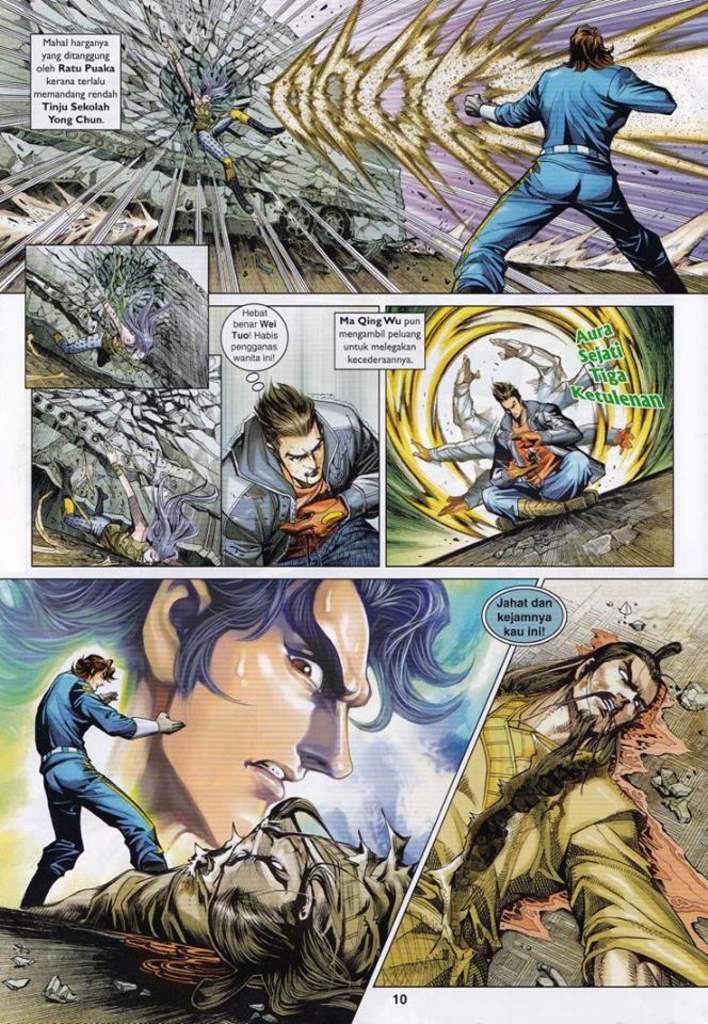 Mahal harganya
yang ditanggung
oleh Ratu Puaka
kerana terlalu
memandang rendah
Tinju Sekolah
Yong Chun.
Hebat
benar Wei
Tuo! Habis
pengganas
wanita ini!
Ma Qing Wu pun
mengambil peluang
untuk melegakan
kecederaannya.
Aura
Sejati
Tiga
Ketulenan
Jahat dan
kejamnya
kau ini!
10